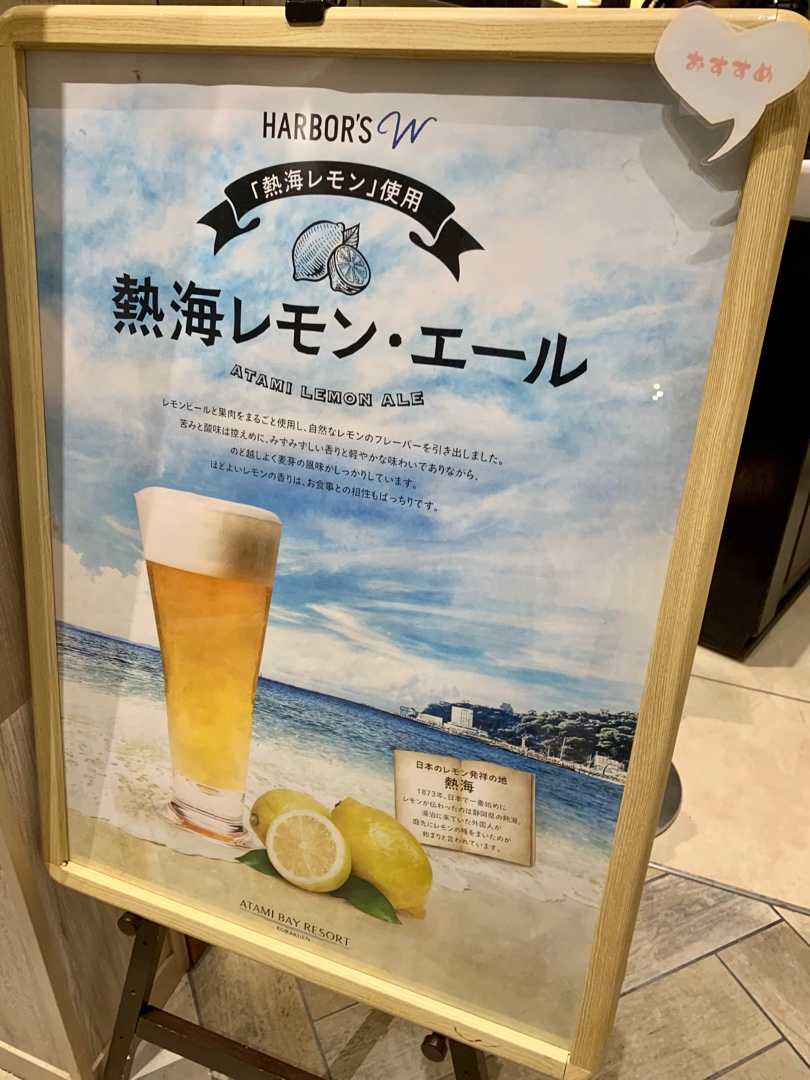 おすすめ
HARBOR'S W
「熱海レモン」使用
熱海レモン・エール
ATAMI LEMON ALE
レモンピールと果肉をまるごと使用し、自然なレモンのフレーバーを引き出しました。
苦みと酸味は控えめに、みずみずしい香りと軽やかな味わいでありながら、
のど越しよく麦芽の風味がしっかりしています。
ほどよいレモンの香りは、お食事との相性もばっちりです。
日本のレモン発祥の地
熱海
1873年、日本で一番始めに
レモンが伝わったのは静岡県の熱海。
湯治に来ていた外国人が
庭先にレモンの種をまいたのが
始まりと言われています。
ATAMI BAY RESORT
KORAKUEN